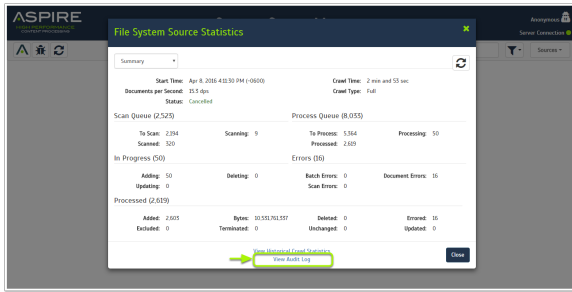 ASPIRE
HIGH PERFORMANCE
CONTENT PROCESSING
Anonymous
Server Connection
Sources
File System Source Statistics
Summary
Start Time: Apr 8, 2016 4:11:30 PM (-0600) Crawl Time: 2 min and 53 sec
Documents per Second: 15.3 dps Crawl Type: Full
Status: Cancelled
Scan Queue (2,523) Process Queue (8,033)
To Scan: 2,194 Scanning: 9 To Process: 5,364 Processing: 50
Scanned: 320 Processed: 2,619
In Progress (50) Errors (16)
Adding: 50 Deleting: 0 Batch Errors: 0 Document Errors: 16
Updating: 0 Scan Errors: 0
Processed (2,619)
Added: 2,603 Bytes: 10,531,761,337 Deleted: 0 Errored: 16
Excluded: 0 Terminated: 0 Unchanged: 0 Updated: 0
View Historical Crawl Statistics
View Audit Log
Close